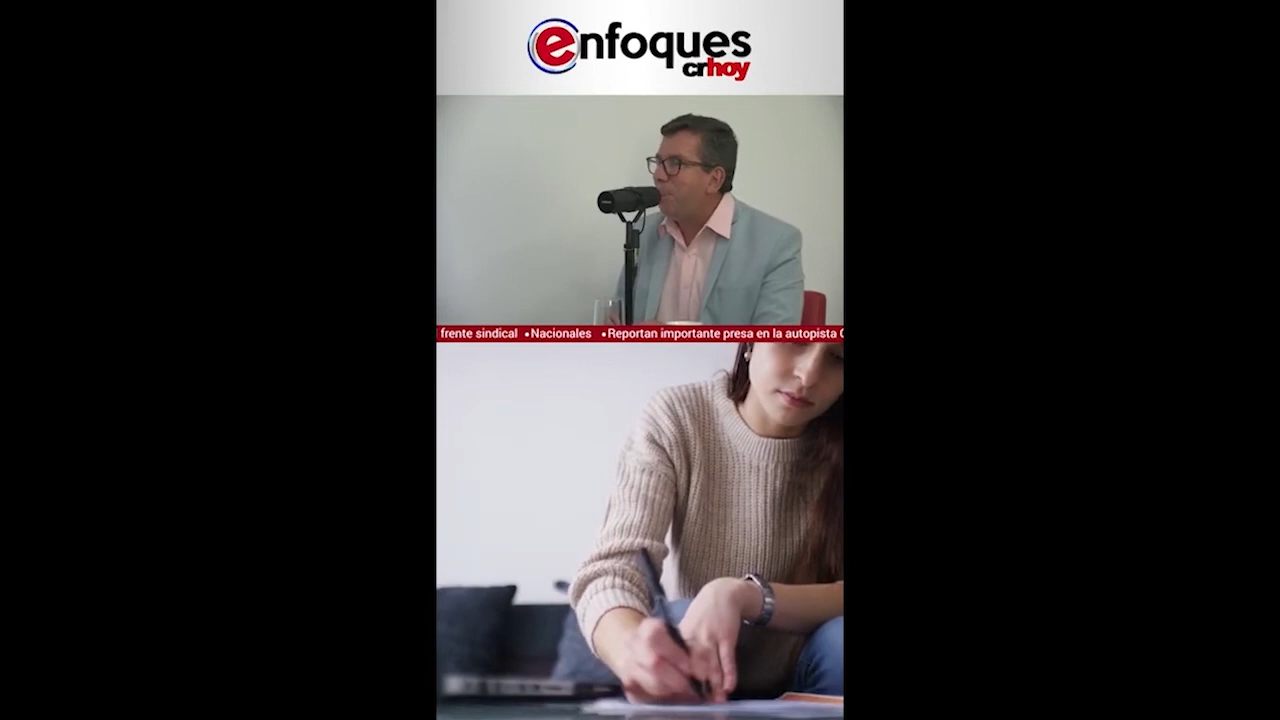 enfoques
crhoy
frente sindical •Nacionales •Reportan importante presa en la autopista